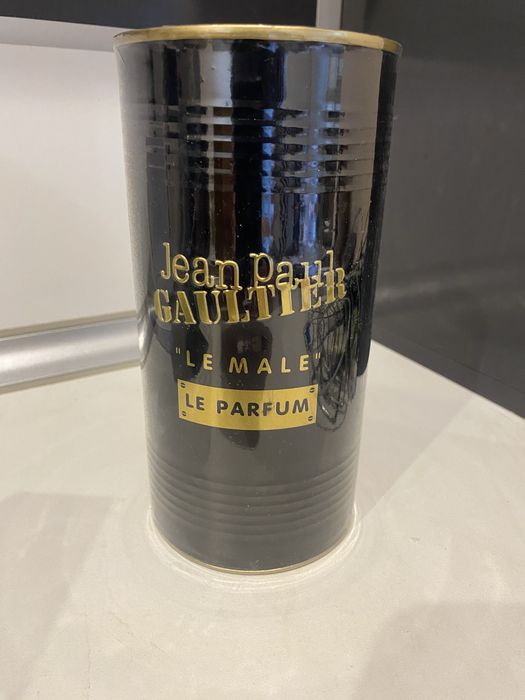 Jean Paul
GAULTIER
"LE MALE"
LE PARFUM